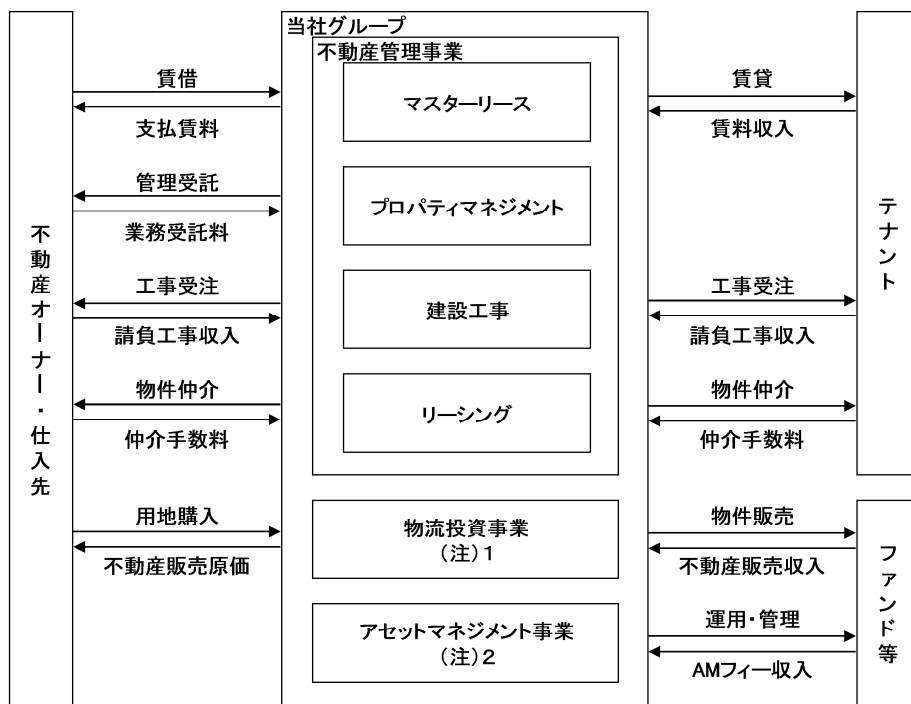 当社グループ
不動産管理事業
マスターリース
プロパティマネジメント
建設工事
リーシング
物流投資事業
(注)1
アセットマネジメント事業
(注)2
不動産オーナー・仕入先
賃借
支払賃料
管理受託
業務受託料
工事受注
請負工事収入
物件仲介
仲介手数料
用地購入
不動産販売原価
賃貸
賃料収入
工事受注
請負工事収入
物件仲介
仲介手数料
物件販売
不動産販売収入
運用・管理
AMフィー収入
テナント
ファンド等